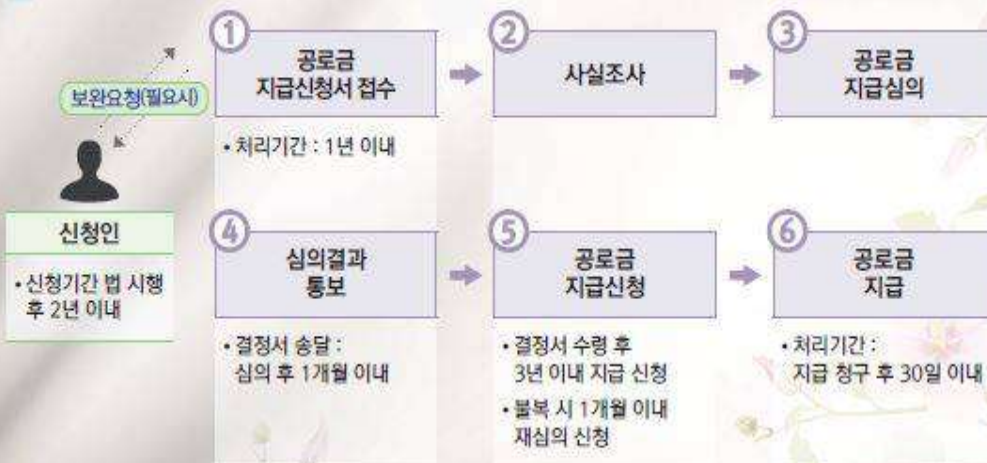 ①
공로금
지급신청서 접수
②
사실조사
③
공로금
지급심의
보완요청(필요시)
• 처리기간 : 1년 이내
신청인
• 신청기간 법 시행
후 2년 이내
④
심의결과
통보
⑤
공로금
지급신청
⑥
공로금
지급
• 결정서 송달 :
심의 후 1개월 이내
• 결정서 수령 후
3년 이내 지급 신청
• 불복 시 1개월 이내
재심의 신청
• 처리기간 :
지급 청구 후 30일 이내